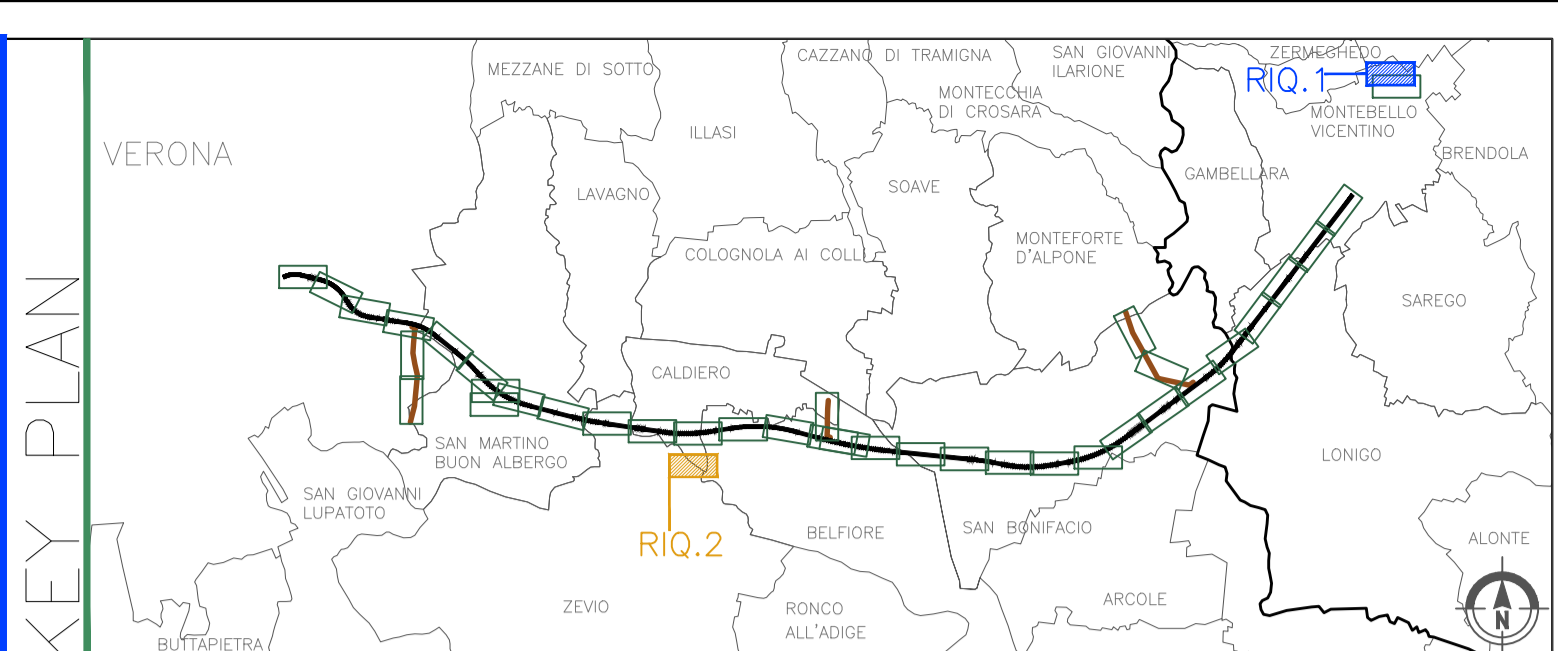 KEY PLAN
MEZZANE DI SOTTO
CAZZANO DI TRAMIGNA
SAN GIOVANNI
ILARIONE
ZERMEGHEDO
RIQ.1
MONTECCHIA
DI CROSARA
MONTEBELLO
VICENTINO
VERONA
ILLASI
BRENDOLA
LAVAGNO
SOAVE
GAMBELLARA
MONTEFORTE
D'ALPONE
COLOGNOLA AI COLLI
SAREGO
CALDIERO
SAN MARTINO
BUON ALBERGO
LONIGO
SAN GIOVANNI
LUPATOTO
RIQ.2
BELFIORE
SAN BONIFACIO
ALONTE
ZEVIO
RONCO
ALL'ADIGE
ARCOLE
N
BUTTAPIETRA